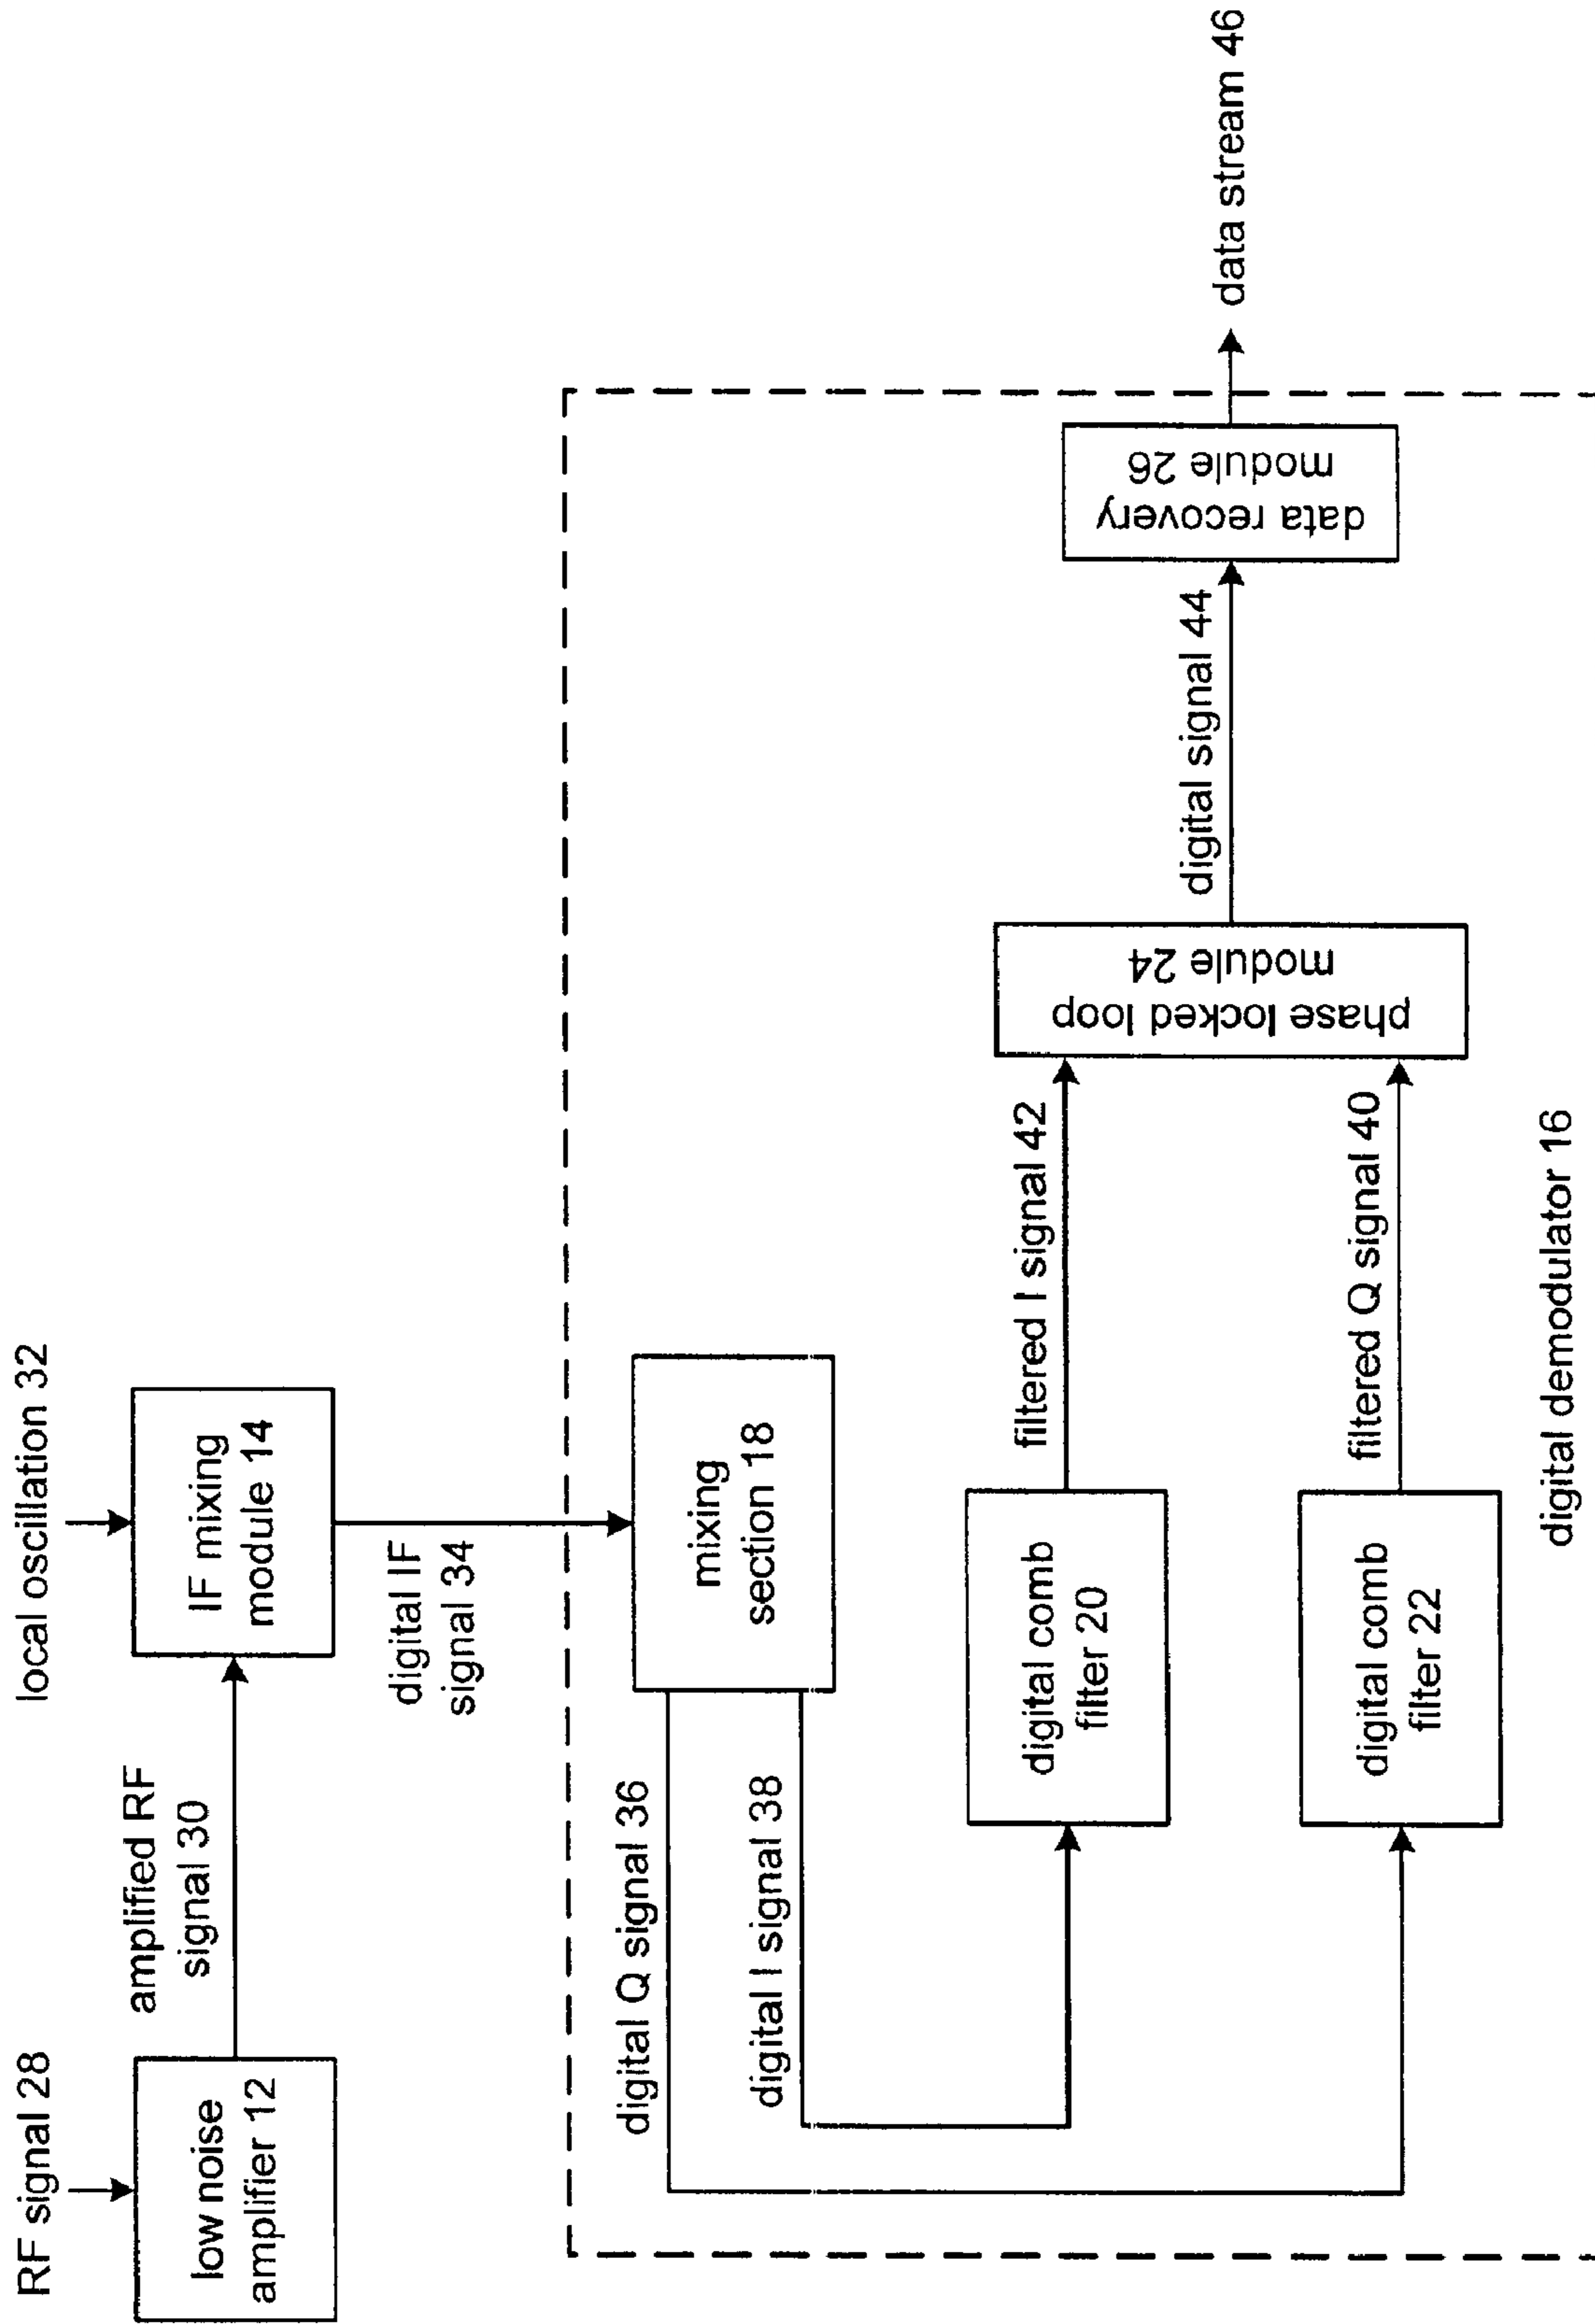 RF signal 28
low noise
amplifier 12
amplified RF
signal 30
local oscillation 32
IF mixing
module 14
digital IF
signal 34
mixing
section 18
digital Q signal 36
digital I signal 38
digital comb
filter 20
digital comb
filter 22
filtered I signal 42
filtered Q signal 40
phase locked loop
module 24
digital signal 44
data recovery
module 26
data stream 46
digital demodulator 16